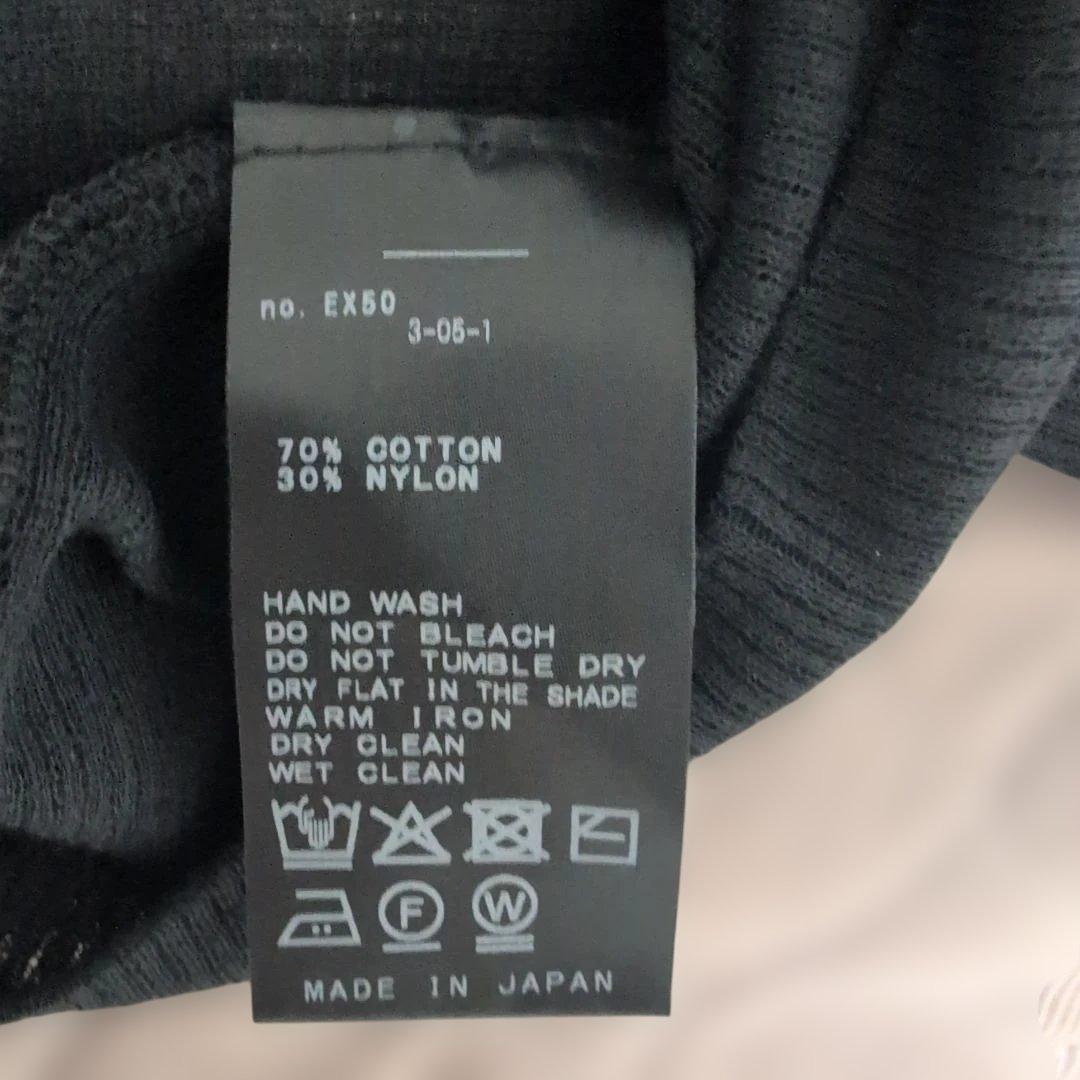 no. EX50
3-05-1
70% COTTON
30% NYLON
HAND WASH
DO NOT BLEACH
DO NOT TUMBLE DRY
DRY FLAT IN THE SHADE
WARM IRON
DRY CLEAN
WET CLEAN
F W
MADE IN JAPAN